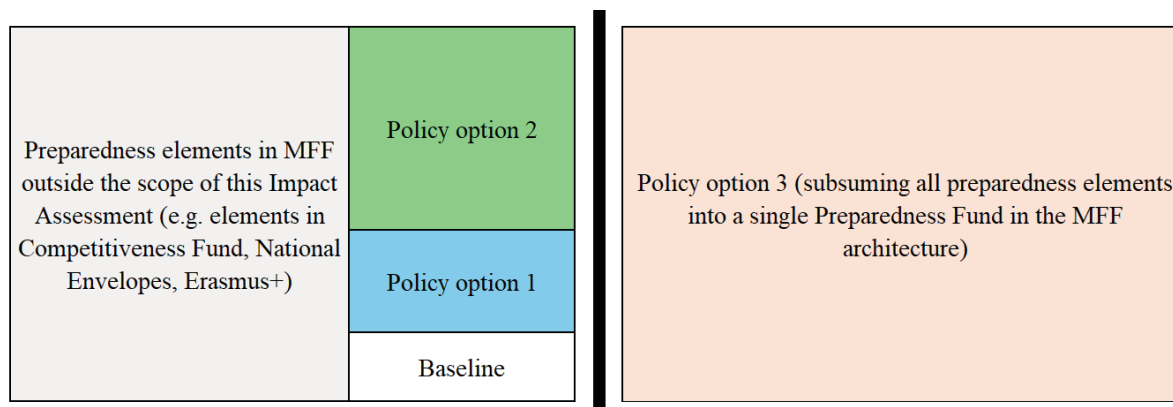 Preparedness elements in MFF
outside the scope of this Impact
Assessment (e.g. elements in
Competitiveness Fund, National
Envelopes, Erasmus+)
Policy option 2
Policy option 1
Baseline
Policy option 3 (subsuming all preparedness elements
into a single Preparedness Fund in the MFF
architecture)